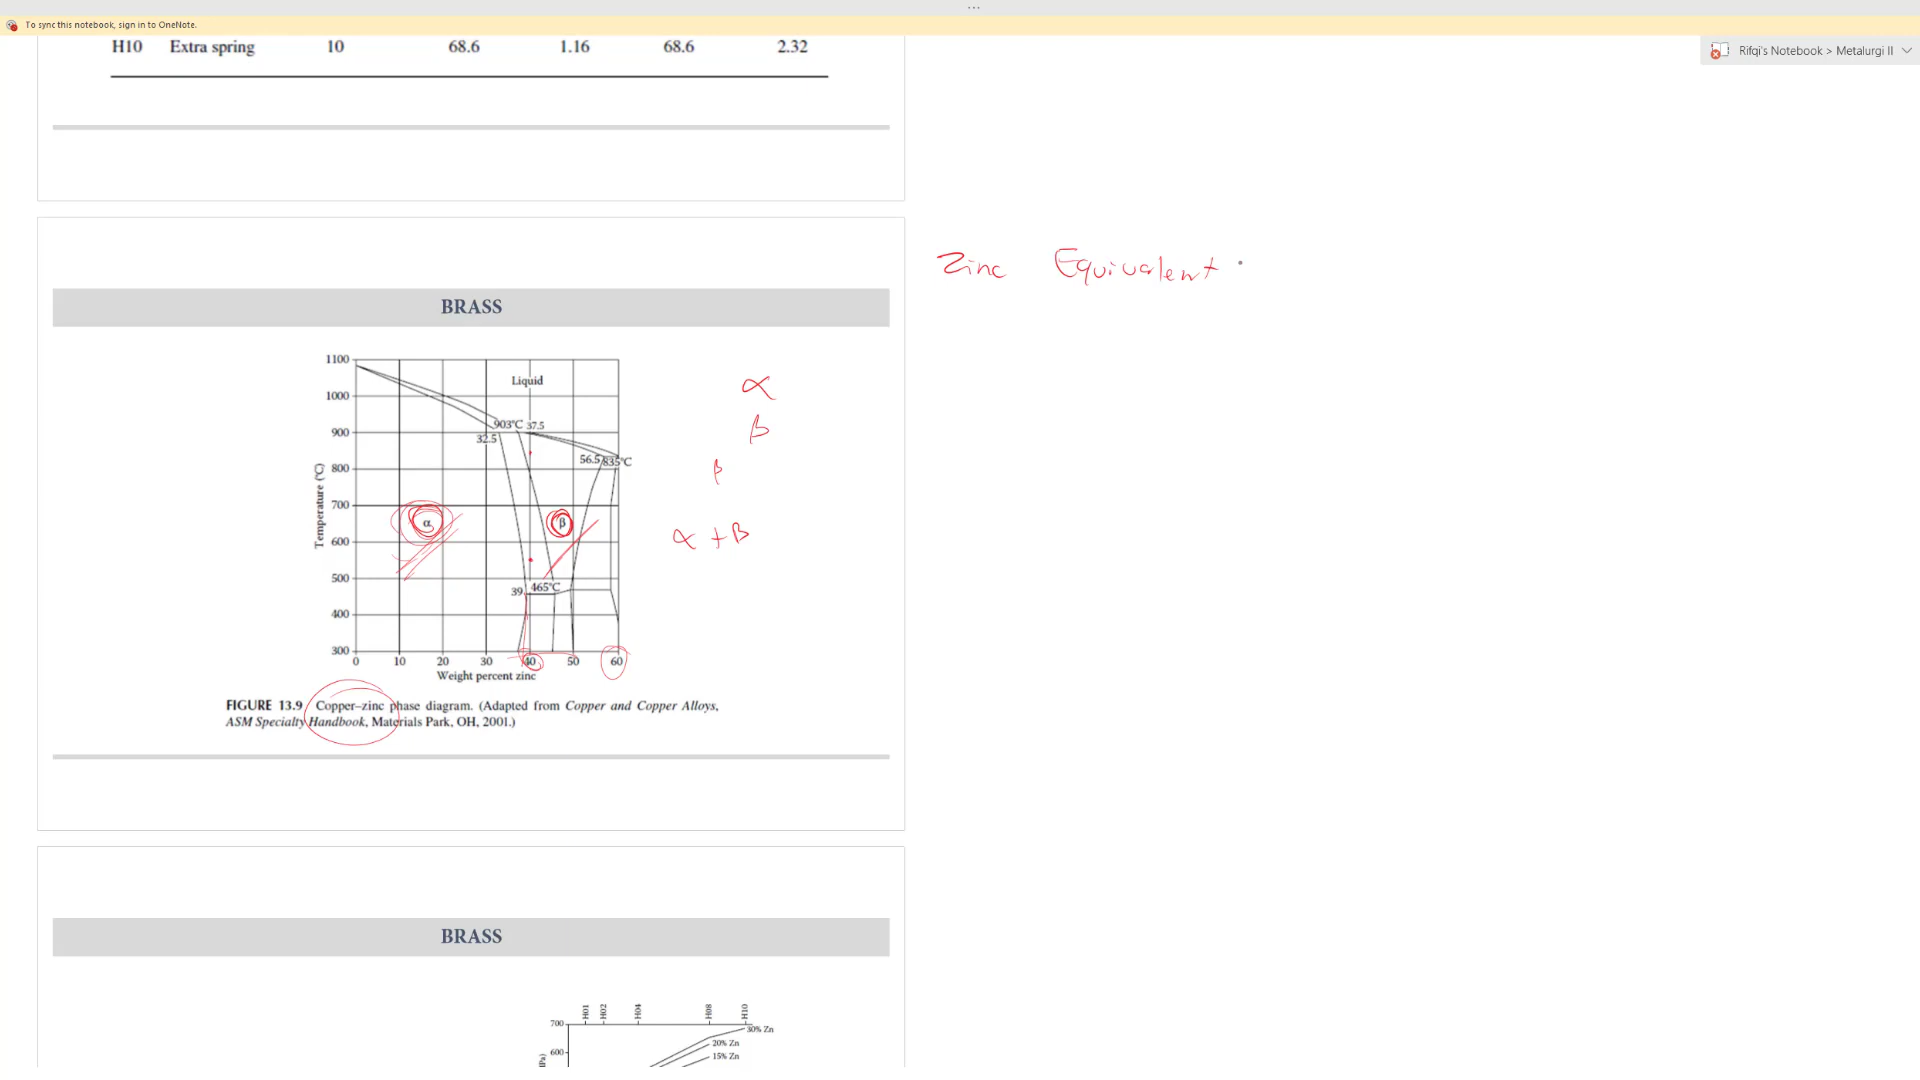 To sync this notebook, sign in to OneNote.
Rifqi's Notebook > Metalurgi II
H10 Extra spring 10 68.6 1.16 68.6 2.32
Zinc Equivalent
BRASS
1100
1000
900
800
700
600
500
400
300
Temperature (°C)
Liquid
903°C 37.5
32.5
56.5 835°C
α
β
39 465°C
0 10 20 30 40 50 60
Weight percent zinc
α
β
β
α + β
FIGURE 13.9 Copper–zinc phase diagram. (Adapted from Copper and Copper Alloys,
ASM Specialty Handbook, Materials Park, OH, 2001.)
BRASS
H01 H02 H04 H08 H10
700
600
30% Zn
20% Zn
15% Zn